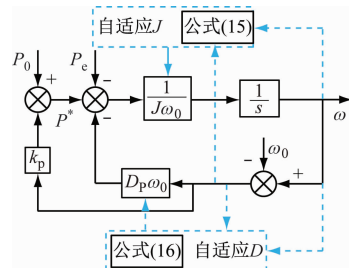 自适应J 公式(15)
P₀ Pₑ
+ − 1/(Jω₀) 1/s
P* − ω
kₚ − ω₀
Dₚω₀ +
公式(16) 自适应D